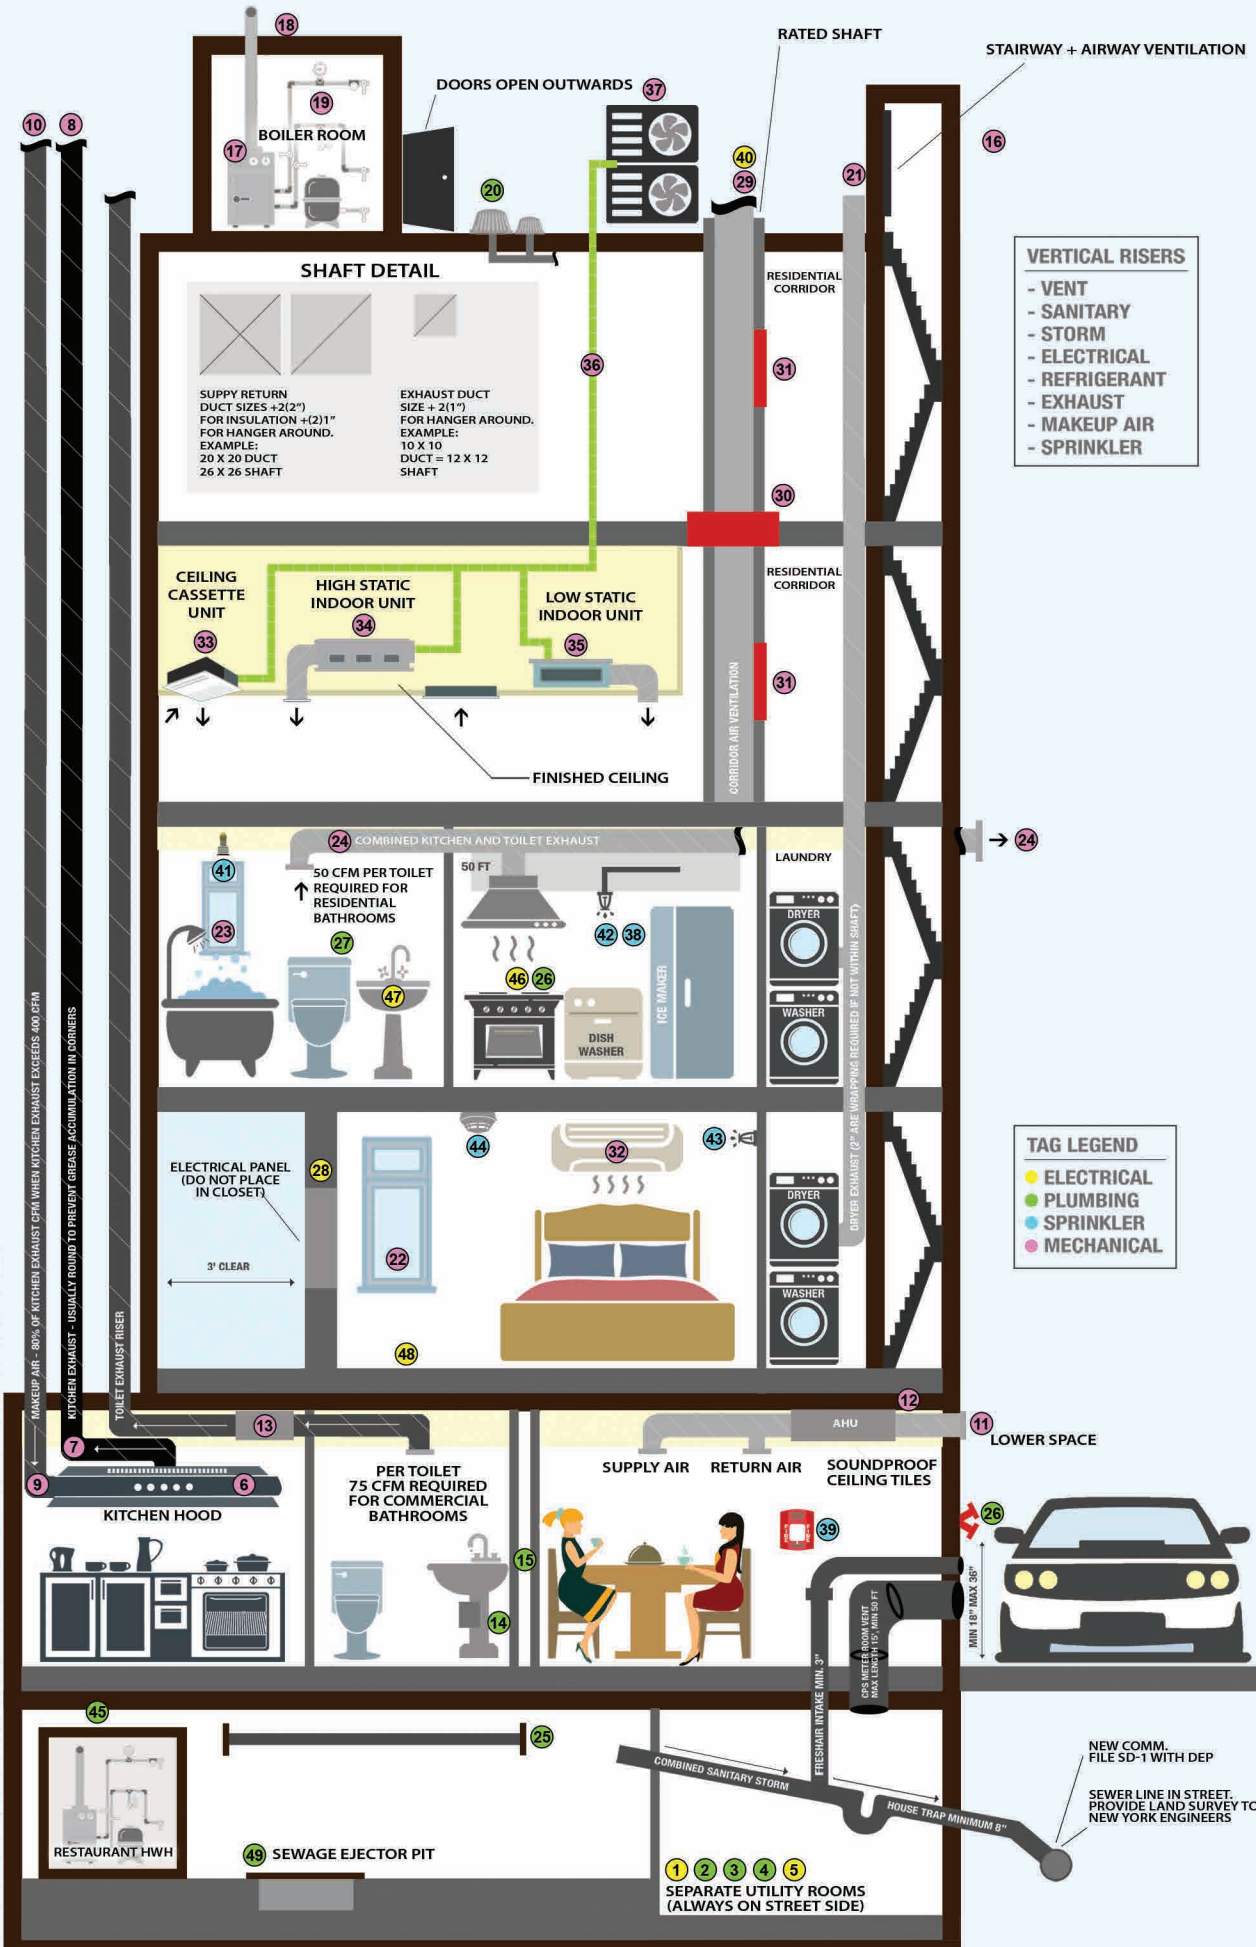 18
RATED SHAFT
STAIRWAY + AIRWAY VENTILATION
DOORS OPEN OUTWARDS
37
19
BOILER ROOM
10
8
17
16
40
29
21
20
SHAFT DETAIL
RESIDENTIAL
CORRIDOR
VERTICAL RISERS
- VENT
- SANITARY
- STORM
- ELECTRICAL
- REFRIGERANT
- EXHAUST
- MAKEUP AIR
- SPRINKLER
36
31
SUPPY RETURN
DUCT SIZES +2(2")
FOR INSULATION +(2)1"
FOR HANGER AROUND.
EXAMPLE:
20 X 20 DUCT
26 X 26 SHAFT
EXHAUST DUCT
SIZE + 2(1")
FOR HANGER AROUND.
EXAMPLE:
10 X 10
DUCT = 12 X 12
SHAFT
30
CEILING
CASSETTE
UNIT
33
HIGH STATIC
INDOOR UNIT
34
LOW STATIC
INDOOR UNIT
35
RESIDENTIAL
CORRIDOR
31
CORRIDOR AIR VENTILATION
FINISHED CEILING
24 COMBINED KITCHEN AND TOILET EXHAUST
24
41
50 CFM PER TOILET
REQUIRED FOR
RESIDENTIAL
BATHROOMS
50 FT
LAUNDRY
23
27
42 38
DRYER
46 26
47
ICE MAKER
DISH
WASHER
WASHER
DRYER EXHAUST (2" ARE WRAPPING REQUIRED IF NOT WITHIN SHAFT)
MAKEUP AIR - 80% OF KITCHEN EXHAUST CFM WHEN KITCHEN EXHAUST EXCEEDS 400 CFM
KITCHEN EXHAUST - USUALLY ROUND TO PREVENT GREASE ACCUMULATION IN CORNERS
TOILET EXHAUST RISER
44
43
32
ELECTRICAL PANEL
(DO NOT PLACE
IN CLOSET)
28
22
3' CLEAR
DRYER
WASHER
48
TAG LEGEND
ELECTRICAL
PLUMBING
SPRINKLER
MECHANICAL
12
13
AHU
11
LOWER SPACE
7
9
6
KITCHEN HOOD
PER TOILET
75 CFM REQUIRED
FOR COMMERCIAL
BATHROOMS
SUPPLY AIR
RETURN AIR
SOUNDPROOF
CEILING TILES
39
26
15
14
MIN 18" MAX 36"
FRESHAIR INTAKE MIN. 3"
CPS METER ROOM VENT
MAX LENGTH 15', MIN 50 FT
45
25
RESTAURANT HWH
49 SEWAGE EJECTOR PIT
COMBINED SANITARY STORM
HOUSE TRAP MINIMUM 8"
NEW COMM.
FILE SD-1 WITH DEP
SEWER LINE IN STREET.
PROVIDE LAND SURVEY TO
NEW YORK ENGINEERS
1 2 3 4 5
SEPARATE UTILITY ROOMS
(ALWAYS ON STREET SIDE)